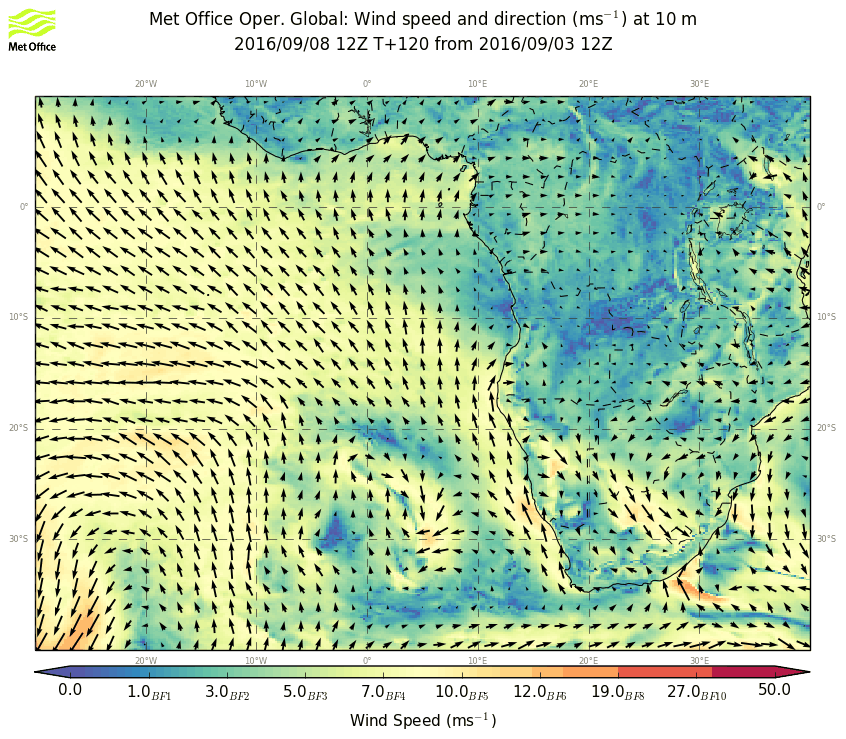 Met Office Oper. Global: Wind speed and direction (ms⁻¹) at 10 m
2016/09/08 12Z T+120 from 2016/09/03 12Z
Met Office
20°W 10°W 0° 10°E 20°E 30°E
0° 0°
10°S 10°S
20°S 20°S
30°S 30°S
20°W 10°W 0° 10°E 20°E 30°E
0.0 1.0BF1 3.0BF2 5.0BF3 7.0BF4 10.0BF5 12.0BF6 19.0BF8 27.0BF10 50.0
Wind Speed (ms⁻¹)